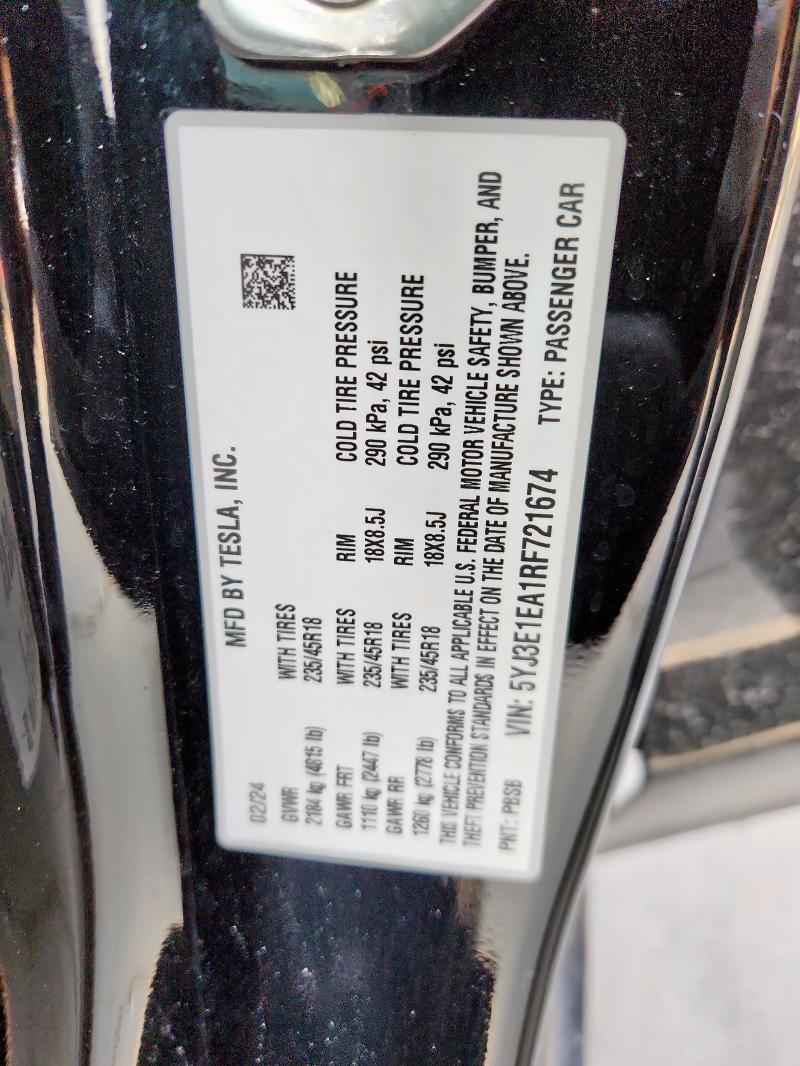 MFD BY TESLA, INC.
02/24
GVWR WITH TIRES
2184 kg (4815 lb) 235/45R18
GAWR FRT WITH TIRES RIM COLD TIRE PRESSURE
1110 kg (2447 lb) 235/45R18 18X8.5J 290 kPa, 42 psi
GAWR RR WITH TIRES RIM COLD TIRE PRESSURE
1260 kg (2778 lb) 235/45R18 18X8.5J 290 kPa, 42 psi
THIS VEHICLE CONFORMS TO ALL APPLICABLE U.S. FEDERAL MOTOR VEHICLE SAFETY, BUMPER, AND
THEFT PREVENTION STANDARDS IN EFFECT ON THE DATE OF MANUFACTURE SHOWN ABOVE.
PNT: PBSB VIN: 5YJ3E1EA1RF721674 TYPE: PASSENGER CAR